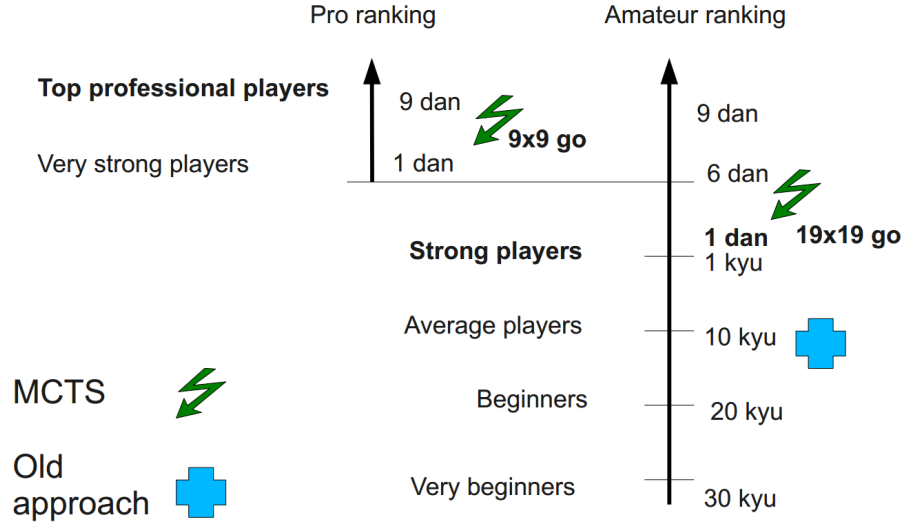 Pro ranking
Amateur ranking
Top professional players
9 dan
9x9 go
9 dan
Very strong players
1 dan
6 dan
Strong players
1 dan
19x19 go
1 kyu
Average players
10 kyu
MCTS
Beginners
20 kyu
Old
approach
Very beginners
30 kyu